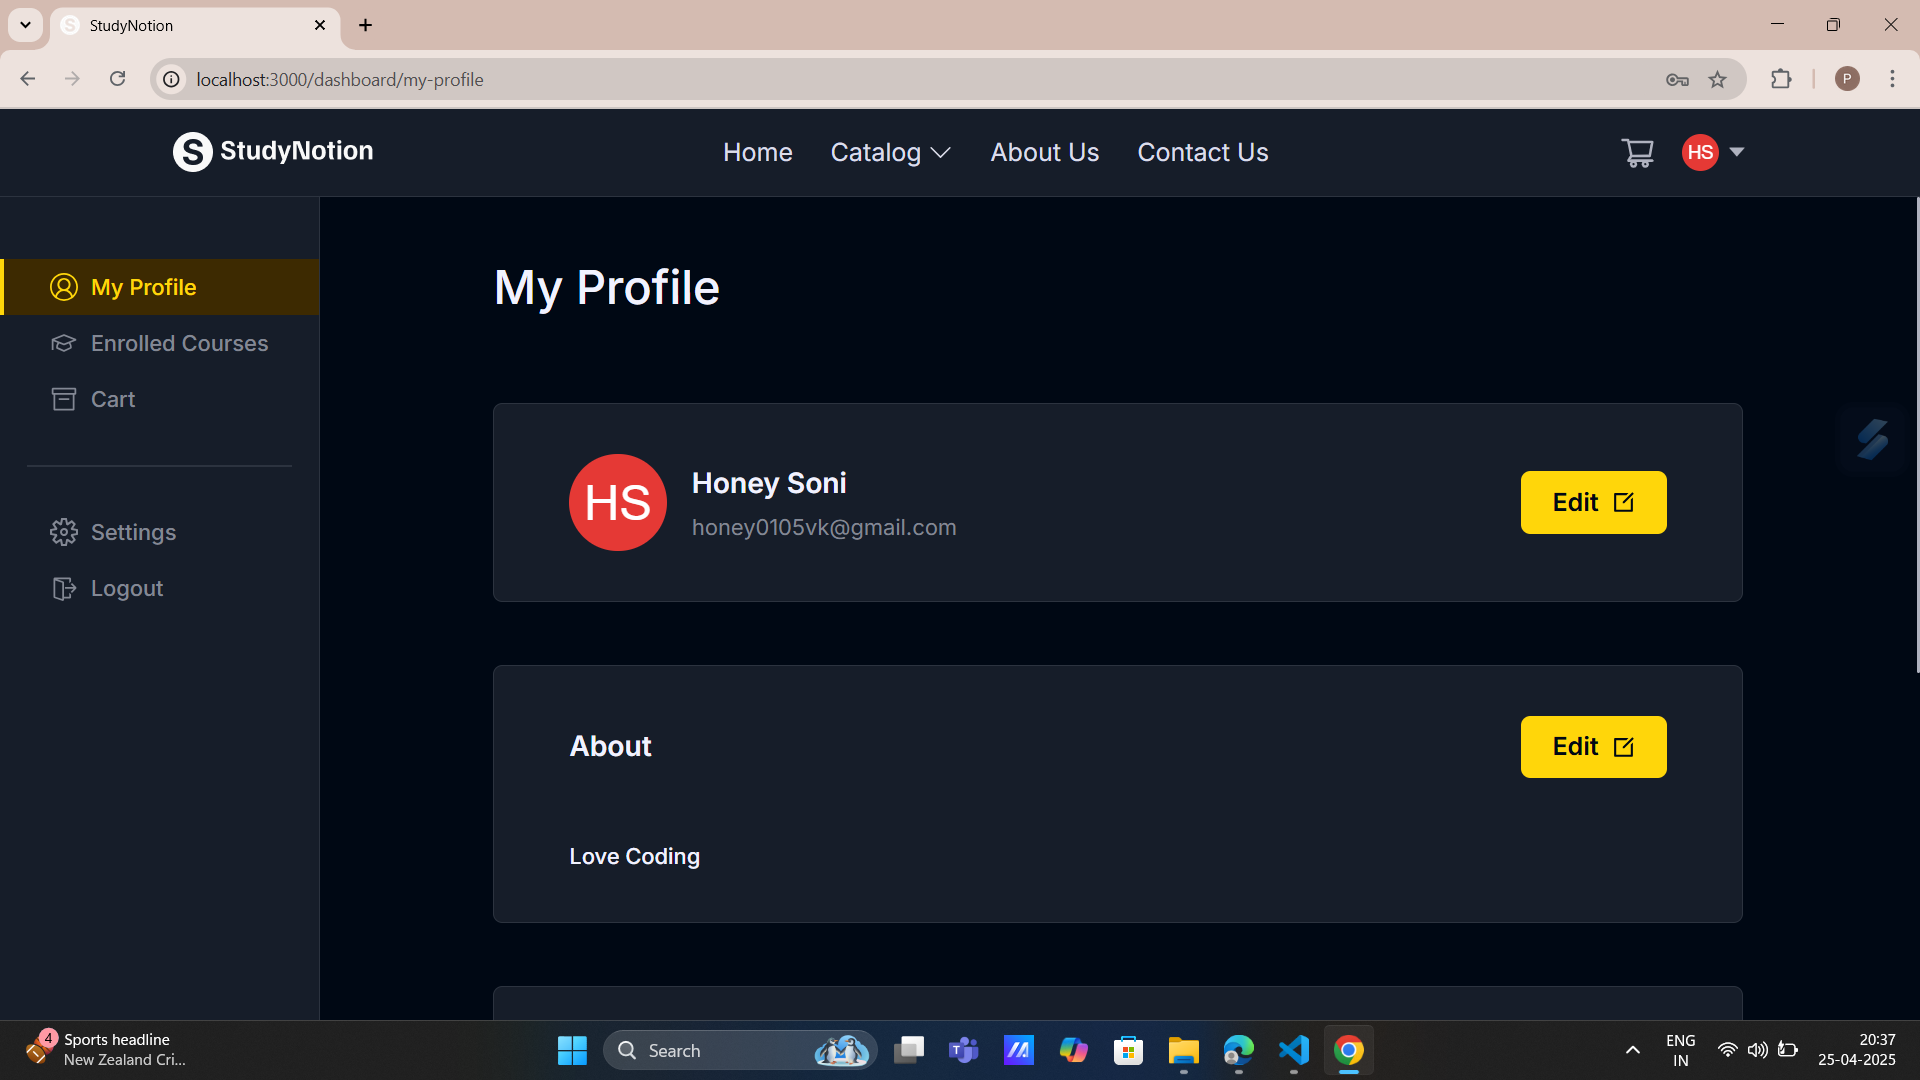 StudyNotion
localhost:3000/dashboard/my-profile
P
StudyNotion
Home Catalog About Us Contact Us
HS
My Profile
Enrolled Courses
Cart
Settings
Logout
My Profile
HS
Honey Soni
honey0105vk@gmail.com
Edit
About
Edit
Love Coding
4
Sports headline
New Zealand Cri...
Search
ENG
IN
20:37
25-04-2025